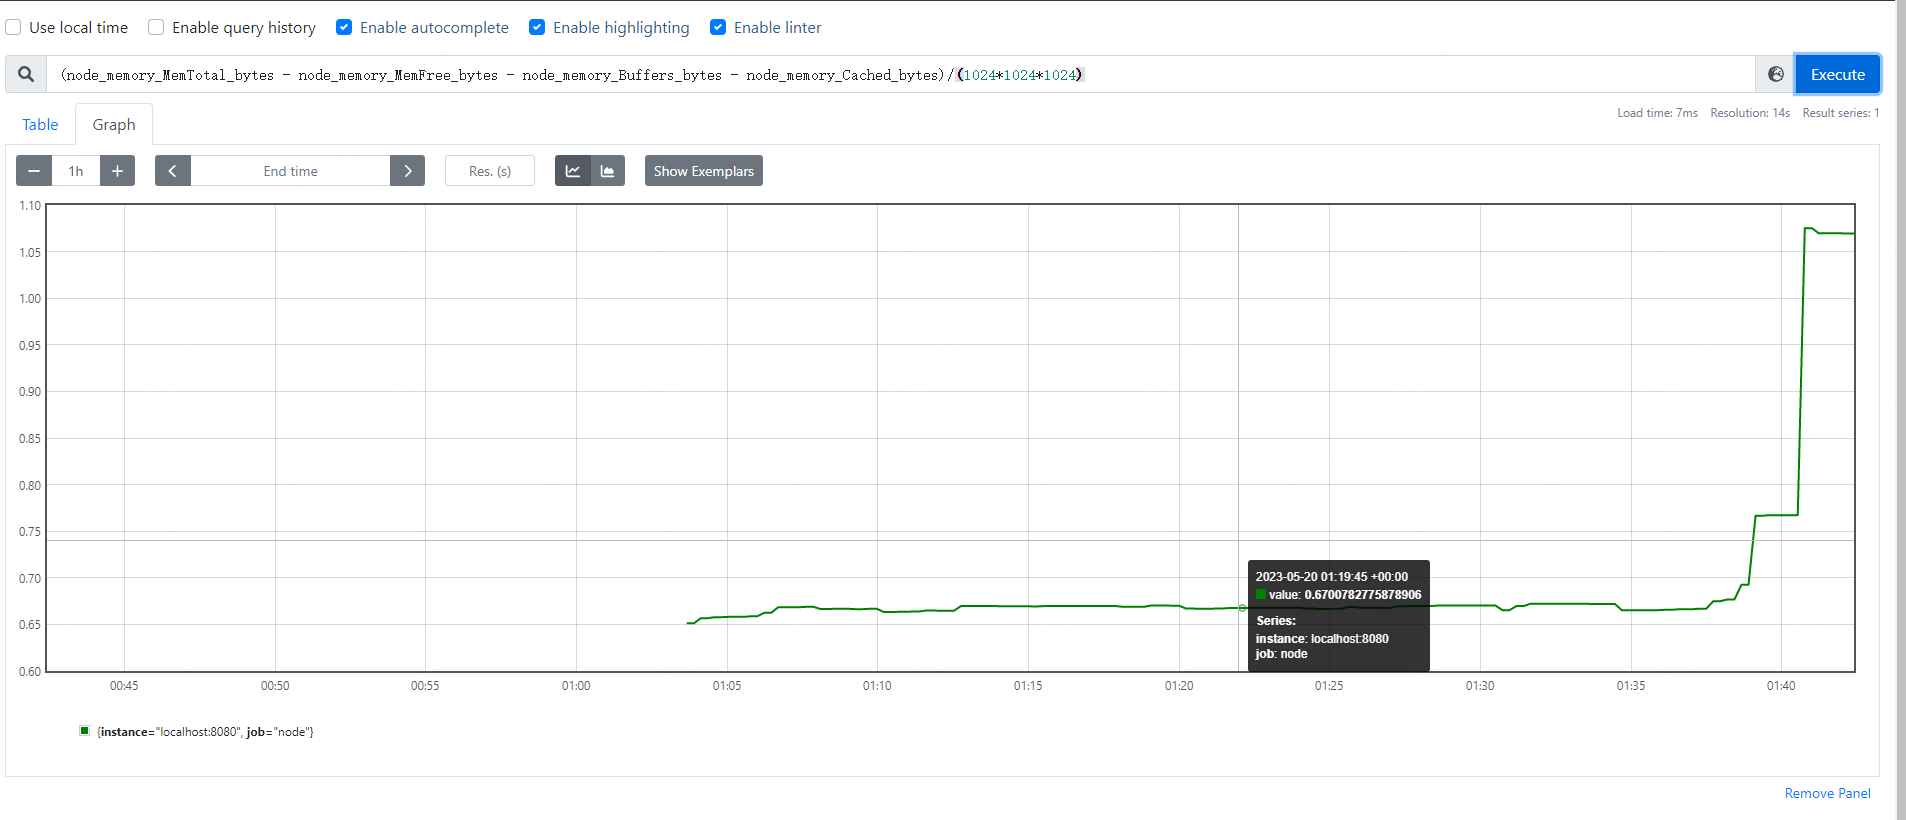 Use local time Enable query history Enable autocomplete Enable highlighting Enable linter
(node_memory_MemTotal_bytes - node_memory_MemFree_bytes - node_memory_Buffers_bytes - node_memory_Cached_bytes)/(1024*1024*1024) Execute
Table Graph Load time: 7ms Resolution: 14s Result series: 1
1h End time Res. (s) Show Exemplars
1.10
1.05
1.00
0.95
0.90
0.85
0.80
0.75
0.70
0.65
0.60
2023-05-20 01:19:45 +00:00
value: 0.6700782775878906
Series:
instance: localhost:8080
job: node
00:45 00:50 00:55 01:00 01:05 01:10 01:15 01:20 01:25 01:30 01:35 01:40
{instance="localhost:8080", job="node"}
Remove Panel